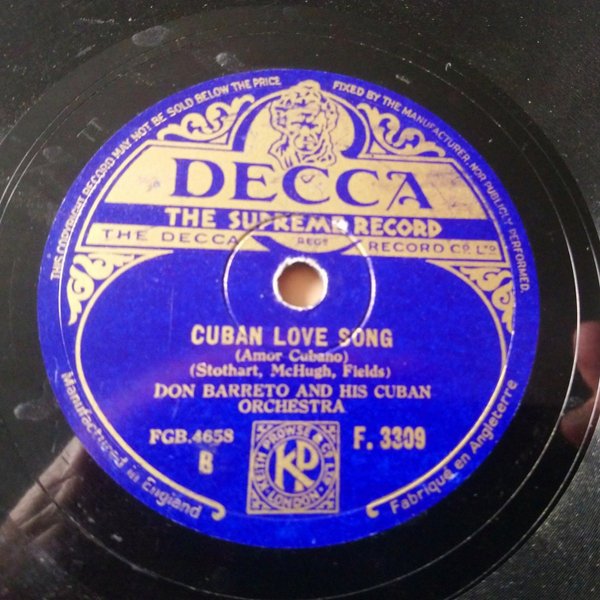 THIS COPYRIGHT RECORD MAY NOT BE SOLD BELOW THE PRICE
FIXED BY THE MANUFACTURER, NOR PUBLICLY PERFORMED.
DECCA
THE SUPREME RECORD
THE DECCA REGD RECORD CO. LTD
CUBAN LOVE SONG
(Amor Cubano)
(Stothart, McHugh, Fields)
DON BARRETO AND HIS CUBAN
ORCHESTRA
FGB.4658
B
F. 3309
KEITH PROWSE & CO LTD
LONDON
KP
Manufactured in England
Fabriqué en Angleterre